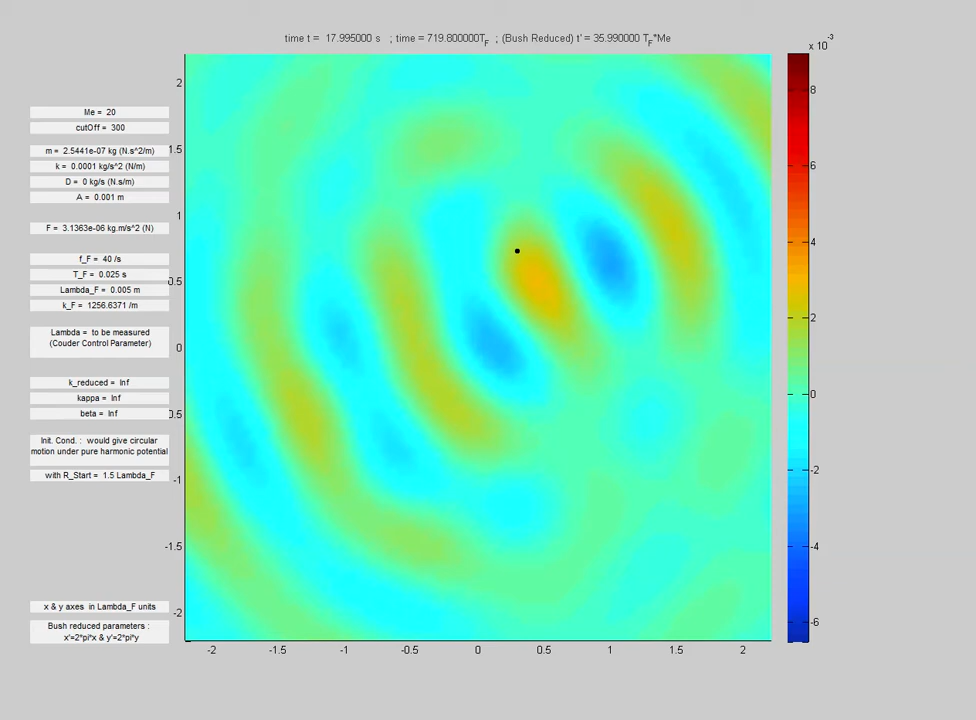 time t = 17.995000 s ; time = 719.800000T_F ; (Bush Reduced) t' = 35.990000 T_F*Me
x 10^-3
Me = 20
cutOff = 300
m = 2.5441e-07 kg (N.s^2/m)
k = 0.0001 kg/s^2 (N/m)
D = 0 kg/s (N.s/m)
A = 0.001 m
F = 3.1363e-06 kg.m/s^2 (N)
f_F = 40 /s
T_F = 0.025 s
Lambda_F = 0.005 m
k_F = 1256.6371 /m
Lambda = to be measured
(Couder Control Parameter)
k_reduced = Inf
kappa = Inf
beta = Inf
Init. Cond. : would give circular
motion under pure harmonic potential
with R_Start = 1.5 Lambda_F
x & y axes in Lambda_F units
Bush reduced parameters :
x'=2*pi*x & y'=2*pi*y
2
1.5
1
0.5
0
-0.5
-1
-1.5
-2
-2 -1.5 -1 -0.5 0 0.5 1 1.5 2
8
6
4
2
0
-2
-4
-6